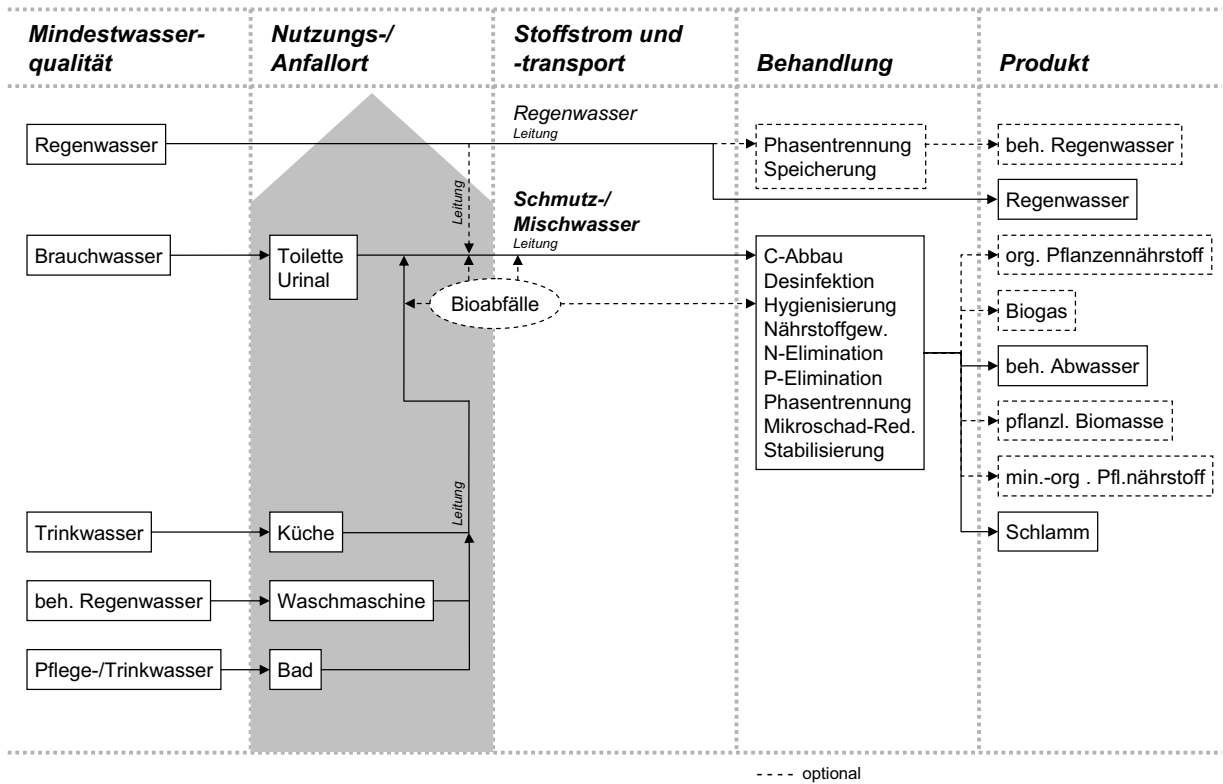 Mindestwasser-
qualität
Nutzungs-/
Anfallort
Stoffstrom und
-transport
Behandlung
Produkt
Regenwasser
Regenwasser
Leitung
Phasentrennung
Speicherung
beh. Regenwasser
Regenwasser
Leitung
Schmutz-/
Mischwasser
Leitung
Brauchwasser
Toilette
Urinal
Bioabfälle
C-Abbau
Desinfektion
Hygienisierung
Nährstoffgew.
N-Elimination
P-Elimination
Phasentrennung
Mikroschad-Red.
Stabilisierung
org. Pflanzennährstoff
Biogas
beh. Abwasser
pflanzl. Biomasse
min.-org . Pfl.nährstoff
Schlamm
Leitung
Trinkwasser
Küche
beh. Regenwasser
Waschmaschine
Pflege-/Trinkwasser
Bad
---- optional